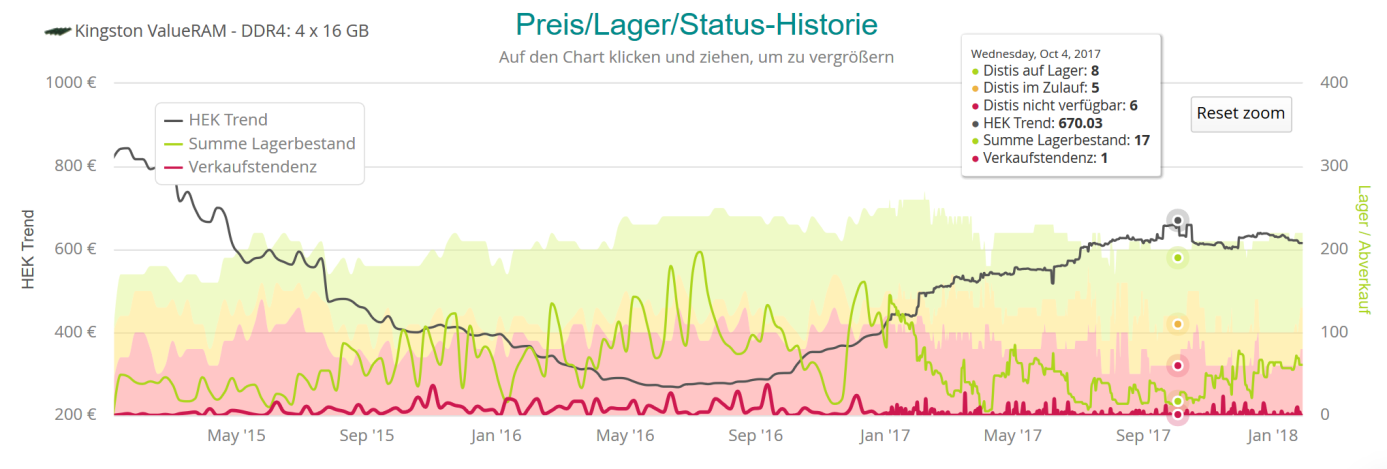 Kingston ValueRAM - DDR4: 4 x 16 GB
Preis/Lager/Status-Historie
Auf den Chart klicken und ziehen, um zu vergrößern
Wednesday, Oct 4, 2017
Distis auf Lager: 8
Distis im Zulauf: 5
Distis nicht verfügbar: 6
HEK Trend: 670.03
Summe Lagerbestand: 17
Verkaufstendenz: 1
Reset zoom
HEK Trend
Summe Lagerbestand
Verkaufstendenz
1000 €
800 €
600 €
400 €
200 €
HEK Trend
400
300
200
100
0
Lager / Abverkauf
May '15
Sep '15
Jan '16
May '16
Sep '16
Jan '17
May '17
Sep '17
Jan '18